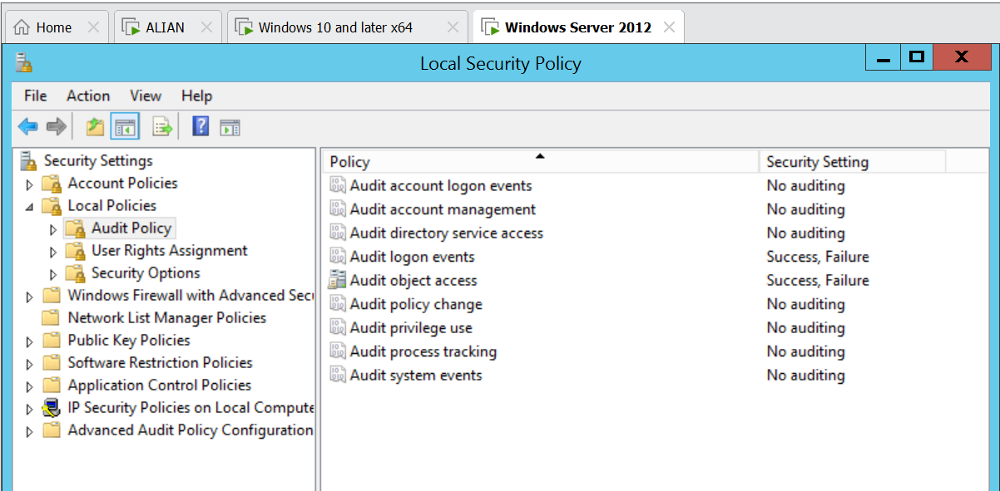 Home
ALIAN
Windows 10 and later x64
Windows Server 2012
Local Security Policy
File Action View Help
Security Settings
Account Policies
Local Policies
Audit Policy
User Rights Assignment
Security Options
Windows Firewall with Advanced Secu
Network List Manager Policies
Public Key Policies
Software Restriction Policies
Application Control Policies
IP Security Policies on Local Compute
Advanced Audit Policy Configuration
Policy Security Setting
Audit account logon events No auditing
Audit account management No auditing
Audit directory service access No auditing
Audit logon events Success, Failure
Audit object access Success, Failure
Audit policy change No auditing
Audit privilege use No auditing
Audit process tracking No auditing
Audit system events No auditing